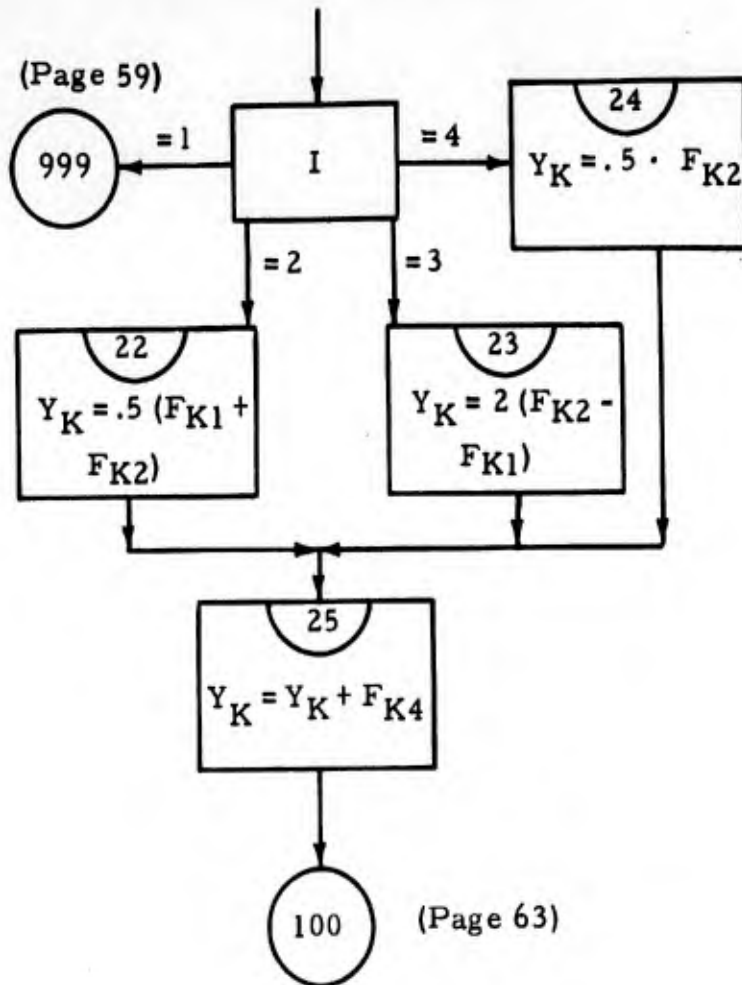 (Page 59)
24
999
=1
I
=4
Y_K = .5 · F_K2
=2
=3
22
Y_K = .5 (F_K1 +
F_K2)
23
Y_K = 2 (F_K2 -
F_K1)
25
Y_K = Y_K + F_K4
100
(Page 63)